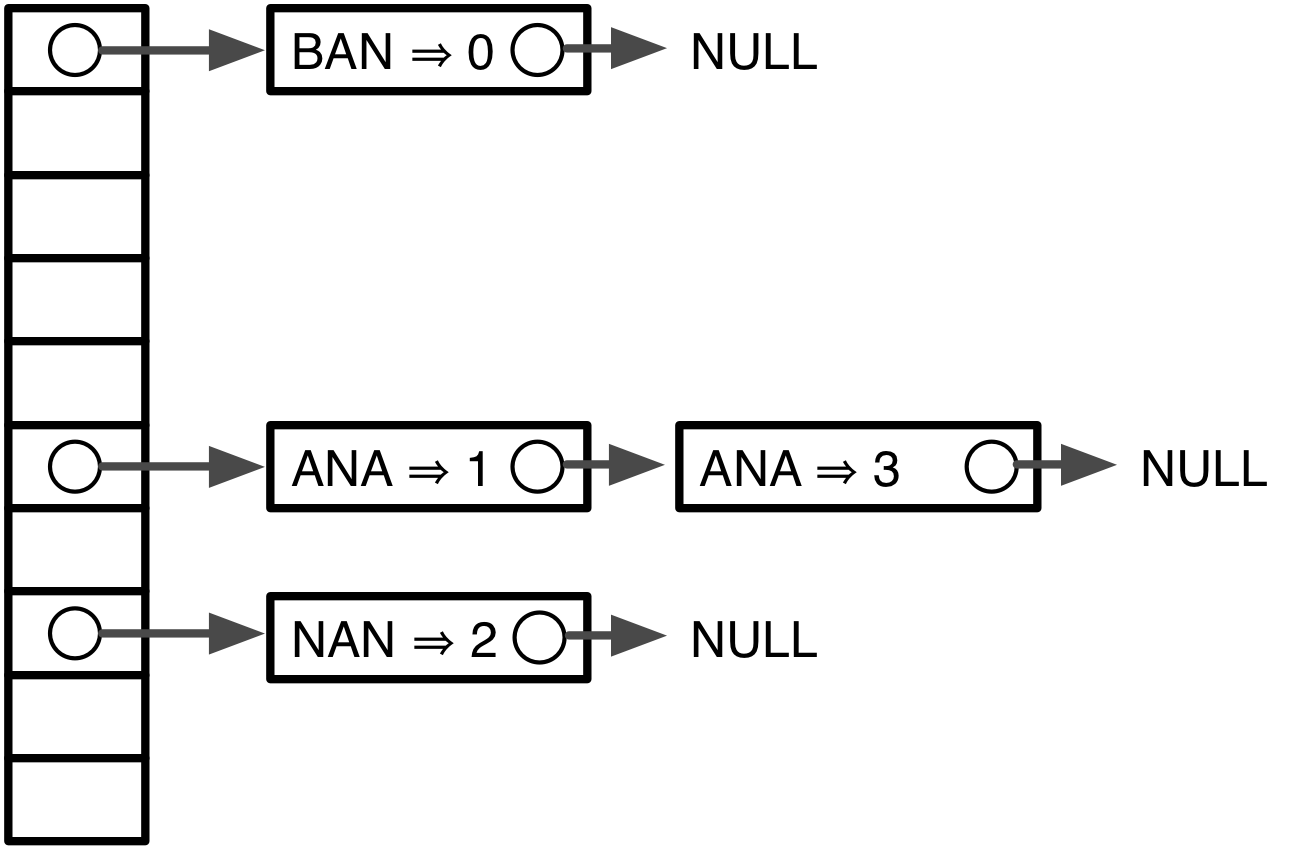 BAN ⇒ 0 NULL
ANA ⇒ 1 ANA ⇒ 3 NULL
NAN ⇒ 2 NULL